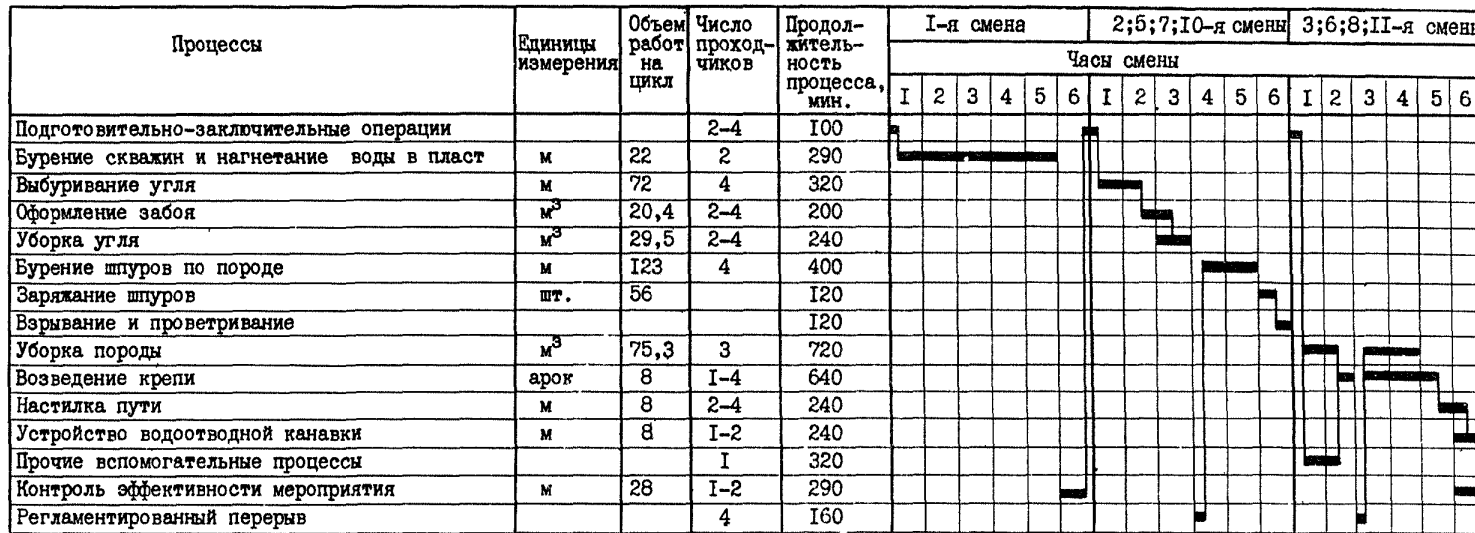 Процессы Единицы измерения Объем работ на цикл Число проходчиков Продолжительность процесса, мин. I-я смена 2;5;7;I0-я смены 3;6;8;II-я смены
Часы смены
I 2 3 4 5 6 I 2 3 4 5 6 I 2 3 4 5 6
Подготовительно-заключительные операции 2-4 I00
Бурение скважин и нагнетание воды в пласт м 22 2 290
Выбуривание угля м 72 4 320
Оформление забоя м³ 20,4 2-4 200
Уборка угля м³ 29,5 2-4 240
Бурение шпуров по породе м I23 4 400
Заряжание шпуров шт. 56 I20
Взрывание и проветривание I20
Уборка породы м³ 75,3 3 720
Возведение крепи арок 8 I-4 640
Настилка пути м 8 2-4 240
Устройство водоотводной канавки м 8 I-2 240
Прочие вспомогательные процессы I 320
Контроль эффективности мероприятия м 28 I-2 290
Регламентированный перерыв 4 I60